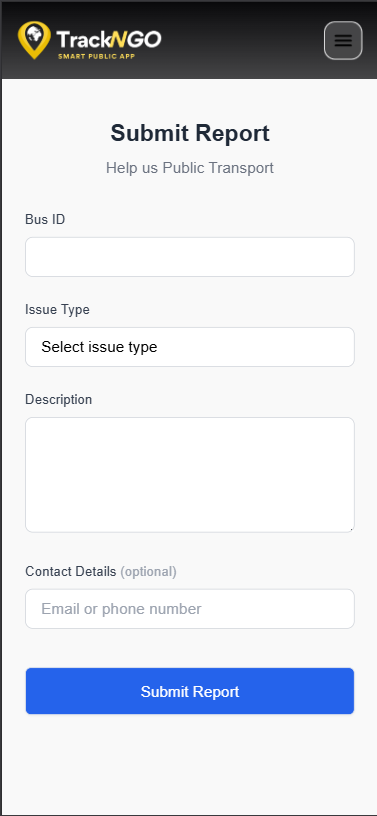 TrackNGO
SMART PUBLIC APP
Submit Report
Help us Public Transport
Bus ID
Issue Type
Select issue type
Description
Contact Details (optional)
Email or phone number
Submit Report